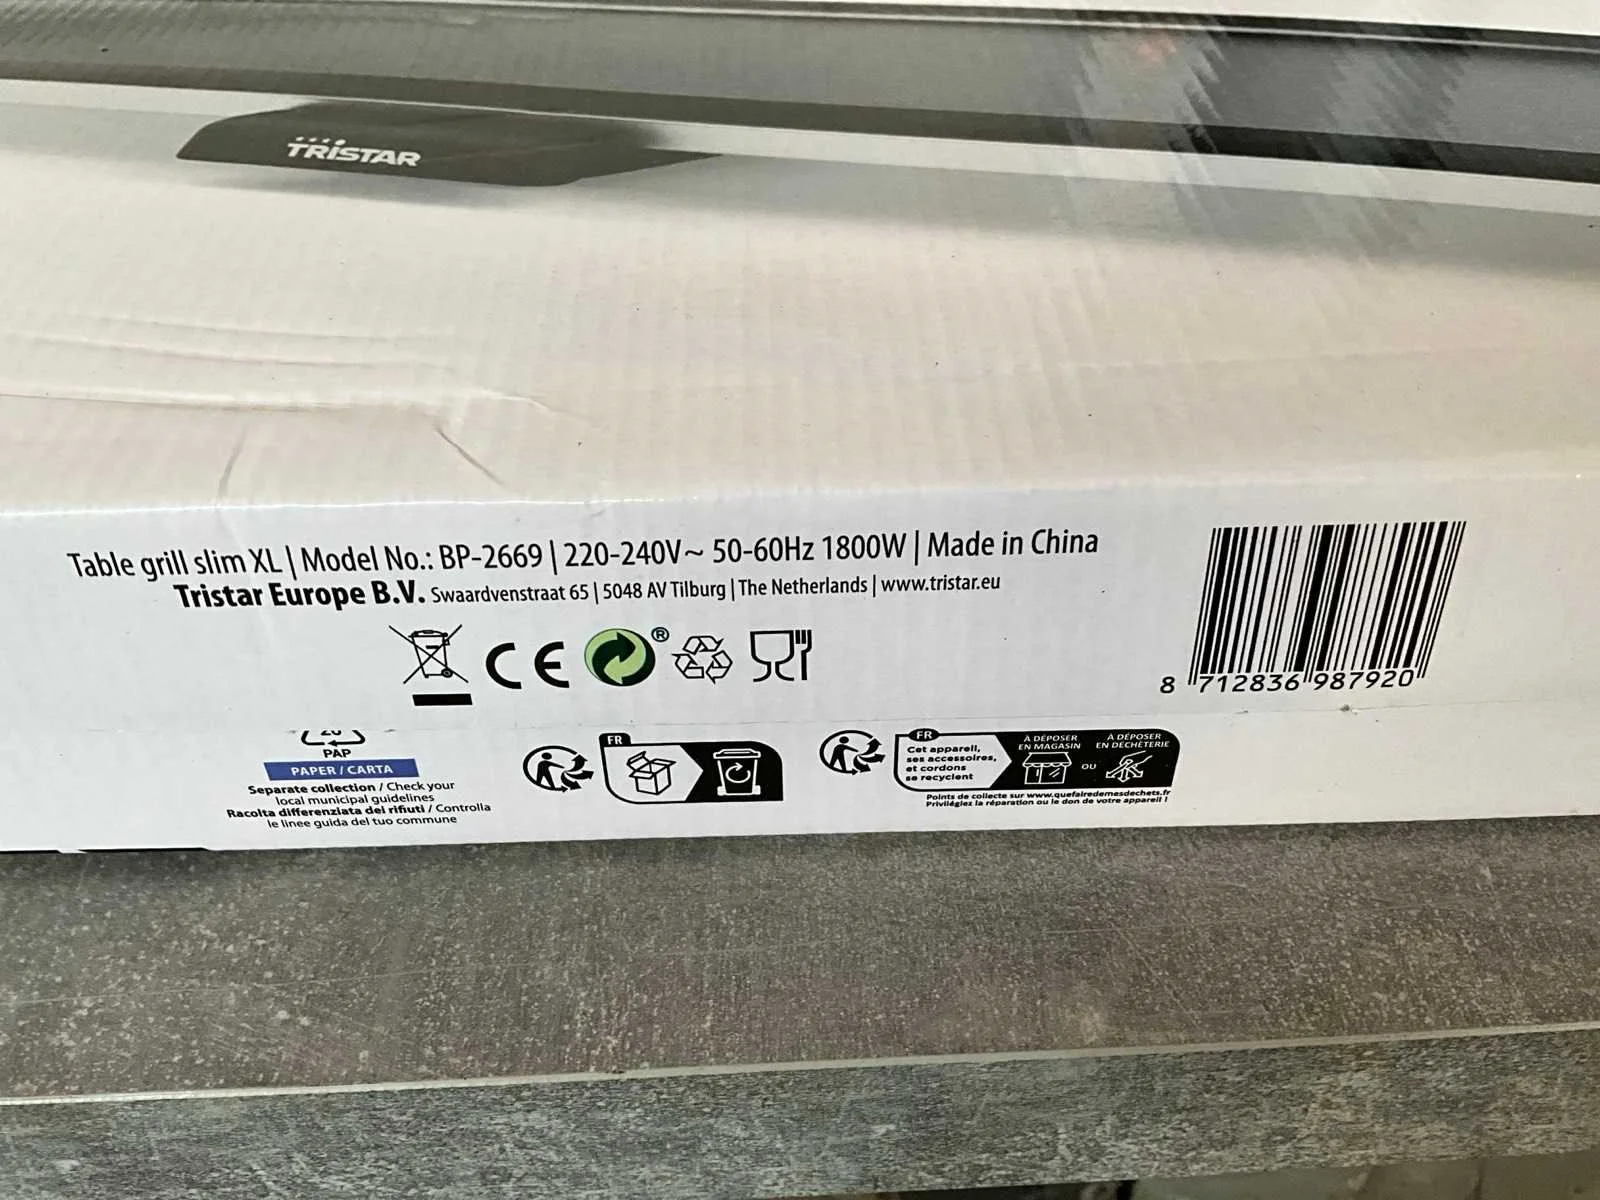 TRiSTAR
Table grill slim XL | Model No.: BP-2669 | 220-240V~ 50-60Hz 1800W | Made in China
Tristar Europe B.V. Swaardvenstraat 65 | 5048 AV Tilburg | The Netherlands | www.tristar.eu
CE ®
8 712836 987920
PAP
PAPER / CARTA
Separate collection / Check your
local municipal guidelines
Racolta differenziata dei rifiuti / Controlla
le linee guida del tuo commune
FR
FR
Cet appareil,
ses accessoires,
et cordons
se recyclent
À DÉPOSER
EN MAGASIN
OU
À DÉPOSER
EN DÉCHÈTERIE
Points de collecte sur www.quefairedemesdechets.fr
Privilégiez la réparation ou le don de votre appareil !